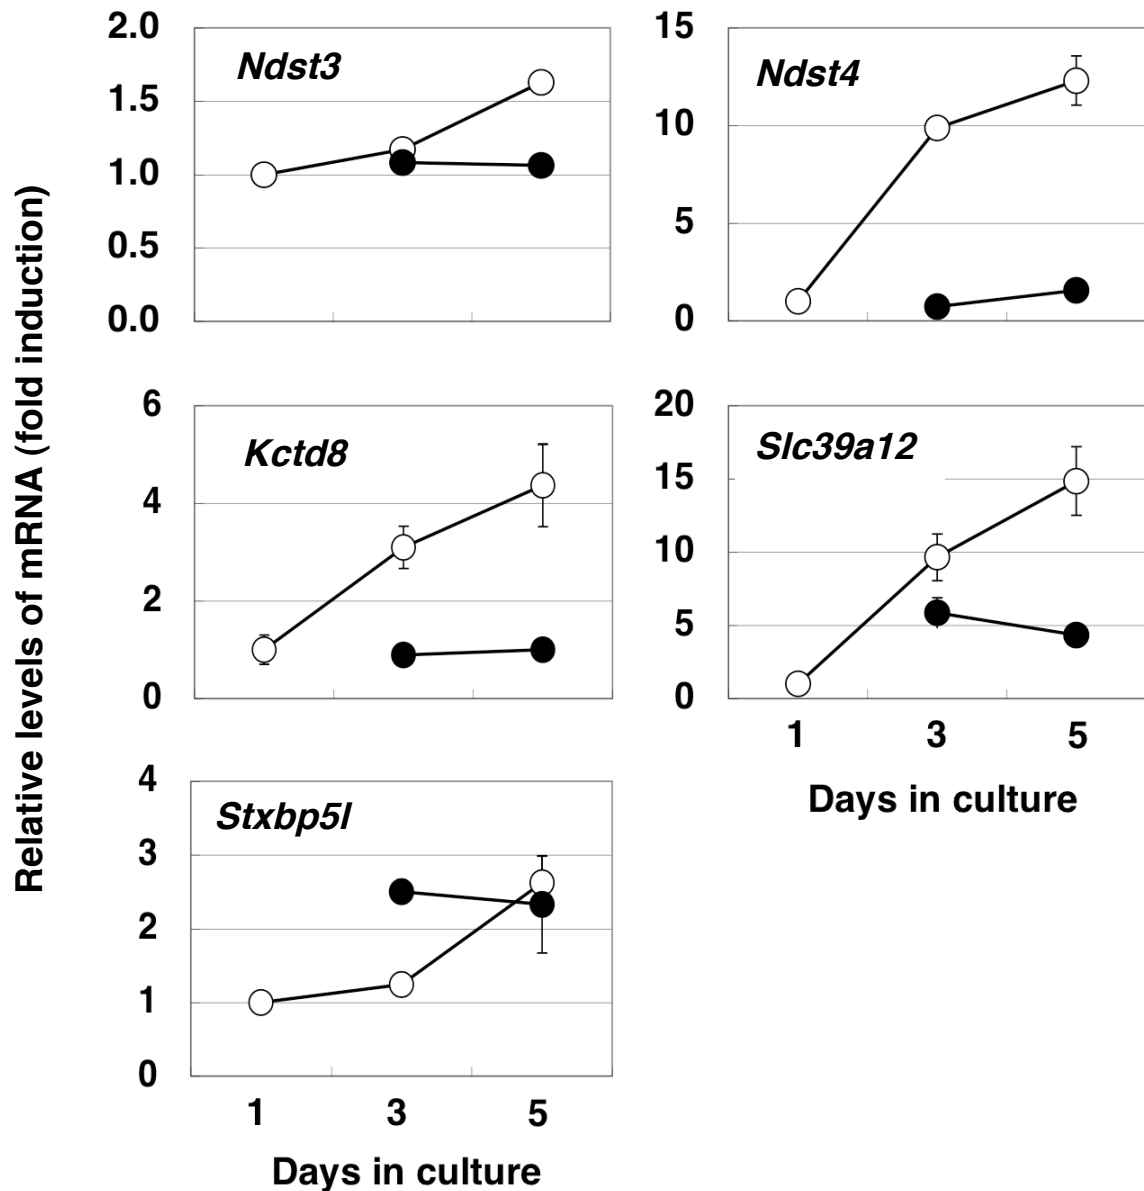 Relative levels of mRNA (fold induction)
Ndst3
2.0
1.5
1.0
0.5
0.0
Ndst4
15
10
5
0
Kctd8
6
4
2
0
Slc39a12
20
15
10
5
0
1 3 5
Days in culture
Stxbp5l
4
3
2
1
0
1 3 5
Days in culture